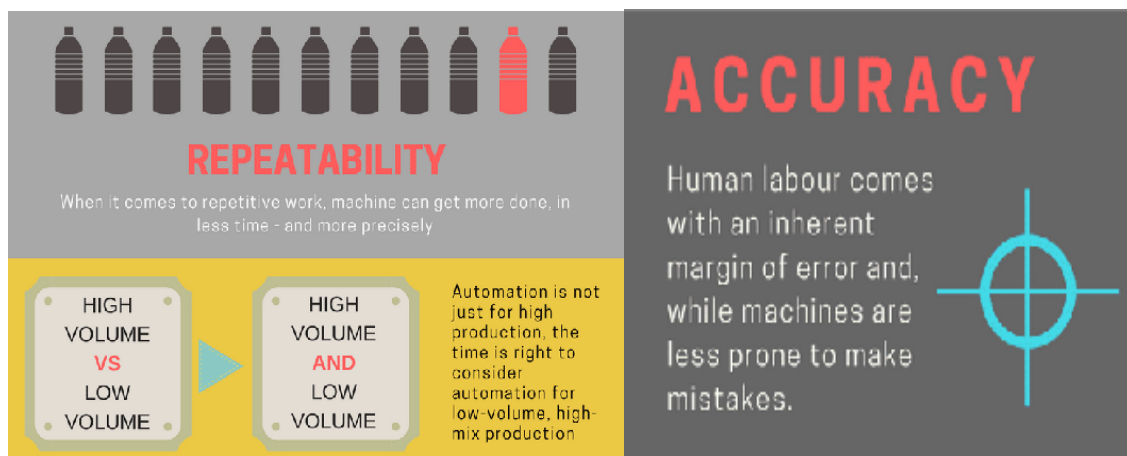 REPEATABILITY
When it comes to repetitive work, machine can get more done, in
less time - and more precisely
HIGH
VOLUME
VS
LOW
VOLUME
HIGH
VOLUME
AND
LOW
VOLUME
Automation is not
just for high
production, the
time is right to
consider
automation for
low-volume, high-
mix production
ACCURACY
Human labour comes
with an inherent
margin of error and,
while machines are
less prone to make
mistakes.